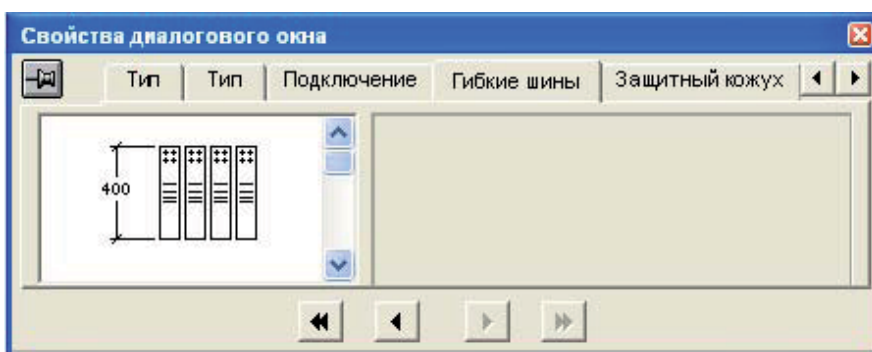 Свойства диалогового окна
Тип Тип Подключение Гибкие шины Защитный кожух
400